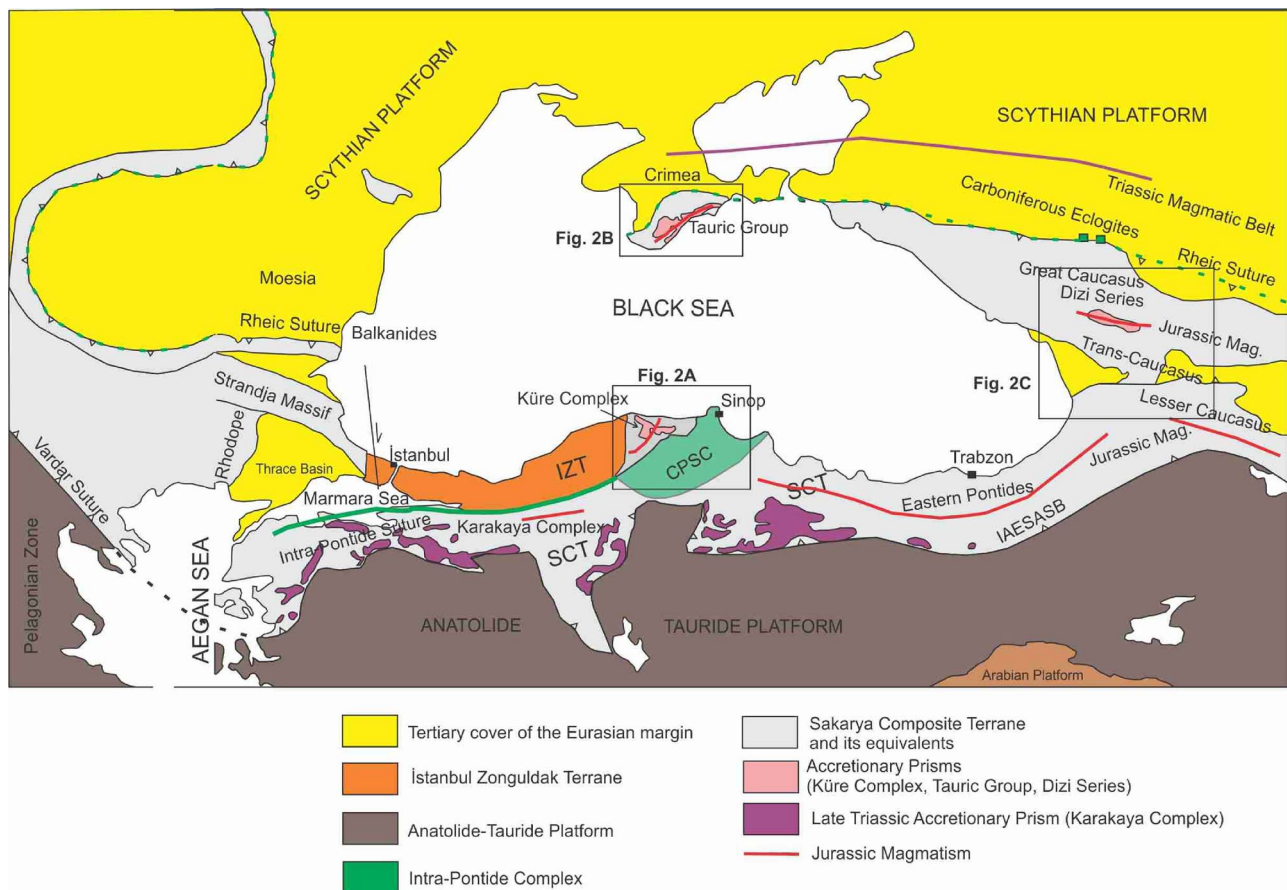 SCYTHIAN PLATFORM
SCYTHIAN PLATFORM
Crimea
Triassic Magmatic Belt
Carboniferous Eclogites
Tauric Group
Fig. 2B
Rheic Suture
Great Caucasus
Dizi Series
Moesia
BLACK SEA
Rheic Suture
Balkanides
Jurassic Mag.
Trans-Caucasus
Fig. 2C
Fig. 2A
Strandja Massif
Küre Complex
Sinop
Lesser Caucasus
Rhodope
Vardar Suture
Thrace Basin
İstanbul
IZT
CPSC
Jurassic Mag.
Trabzon
Marmara Sea
SCT
Eastern Pontides
Intra-Pontide Suture
Karakaya Complex
IAESASB
SCT
Pelagonian Zone
AEGAN SEA
ANATOLIDE
TAURIDE PLATFORM
Arabian Platform
Tertiary cover of the Eurasian margin
İstanbul Zonguldak Terrane
Anatolide-Tauride Platform
Intra-Pontide Complex
Sakarya Composite Terrane
and its equivalents
Accretionary Prisms
(Küre Complex, Tauric Group, Dizi Series)
Late Triassic Accretionary Prism (Karakaya Complex)
Jurassic Magmatism